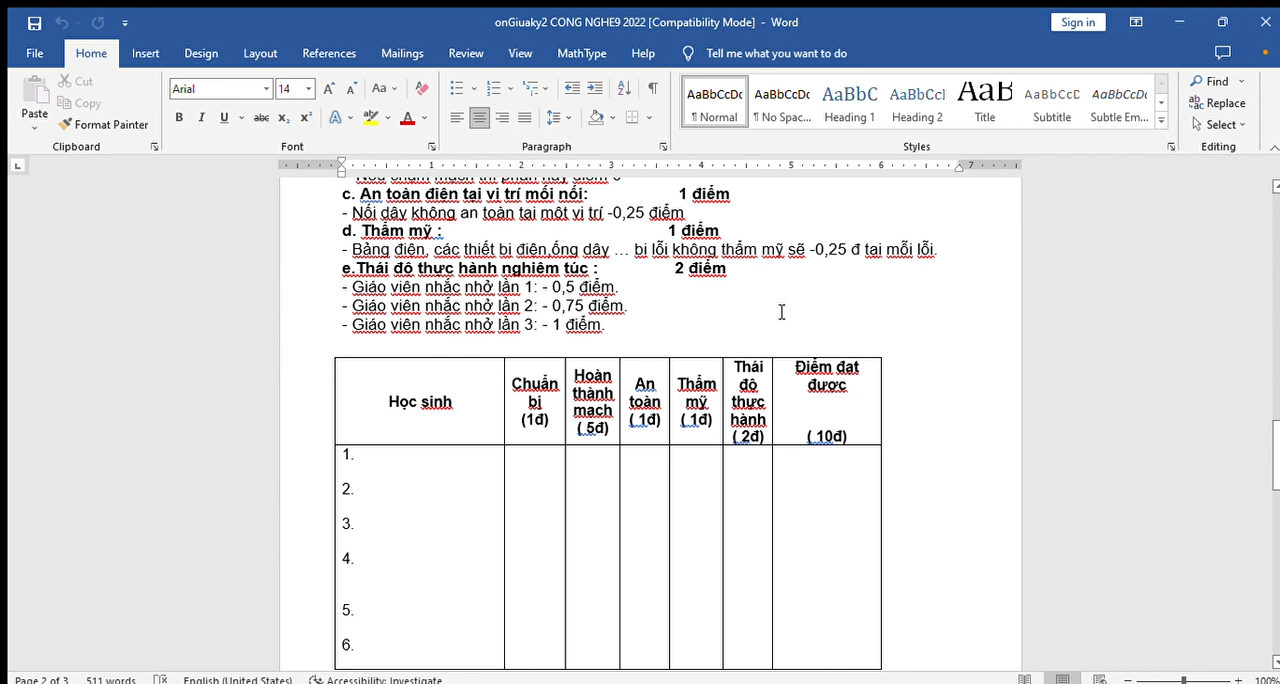 onGiuaky2 CONG NGHE9 2022 [Compatibility Mode] - Word
Sign in
File Home Insert Design Layout References Mailings Review View MathType Help Tell me what you want to do
Paste
Cut
Copy
Format Painter
Clipboard
Arial 14
Font
Paragraph
AaBbCcDc AaBbCcDc AaBbC AaBbCcl AaB AaBbCcC AaBbCcDc
¶ Normal ¶ No Spac... Heading 1 Heading 2 Title Subtitle Subtle Em...
Styles
Find
Replace
Select
Editing
1 2 3 4 5 6 7
c. An toàn điện tại vị trí mối nối: 1 điểm
- Nối dây không an toàn tại một vị trí -0,25 điểm
d. Thẩm mỹ : 1 điểm
- Bảng điện, các thiết bị điện,ống dây … bị lỗi không thẩm mỹ sẽ -0,25 đ tại mỗi lỗi.
e.Thái độ thực hành nghiêm túc : 2 điểm
- Giáo viên nhắc nhở lần 1: - 0,5 điểm.
- Giáo viên nhắc nhở lần 2: - 0,75 điểm.
- Giáo viên nhắc nhở lần 3: - 1 điểm.
Học sinh
Chuẩn
bị
(1đ)
Hoàn
thành
mạch
( 5đ)
An
toàn
( 1đ)
Thẩm
mỹ
( 1đ)
Thái
độ
thực
hành
( 2đ)
Điểm đạt
được
( 10đ)
1.
2.
3.
4.
5.
6.
Page 2 of 3 511 words English (United States) Accessibility: Investigate 100%